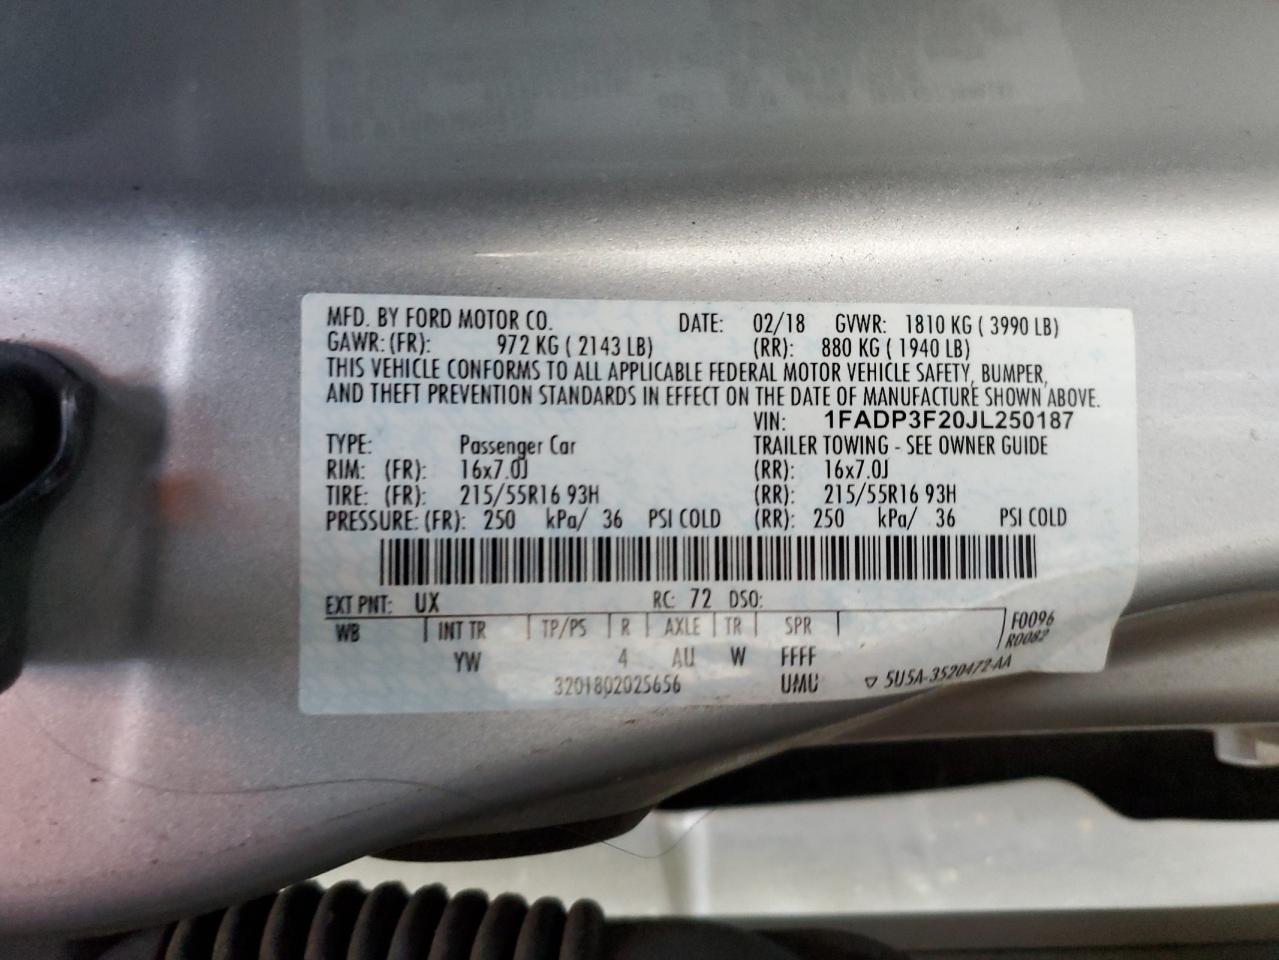 MFD. BY FORD MOTOR CO. DATE: 02/18 GVWR: 1810 KG ( 3990 LB)
GAWR: (FR): 972 KG ( 2143 LB) (RR): 880 KG ( 1940 LB)
THIS VEHICLE CONFORMS TO ALL APPLICABLE FEDERAL MOTOR VEHICLE SAFETY, BUMPER,
AND THEFT PREVENTION STANDARDS IN EFFECT ON THE DATE OF MANUFACTURE SHOWN ABOVE.
VIN: 1FADP3F20JL250187
TYPE: Passenger Car TRAILER TOWING - SEE OWNER GUIDE
RIM: (FR): 16x7.0J (RR): 16x7.0J
TIRE: (FR): 215/55R16 93H (RR): 215/55R16 93H
PRESSURE: (FR): 250 kPa/ 36 PSI COLD (RR): 250 kPa/ 36 PSI COLD
EXT PNT: UX RC: 72 DSO:
WB INT TR TP/PS R AXLE TR SPR F0096
R0082
YW 4 AU W FFFF
3201802025656 UMU ▽ 5U5A-3520472-AA